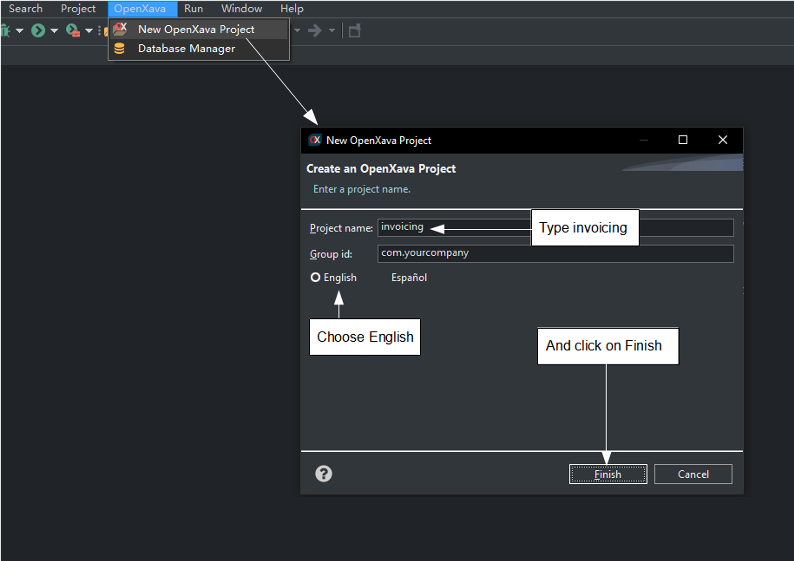 Search Project OpenXava Run Window Help
New OpenXava Project
Database Manager
New OpenXava Project
Create an OpenXava Project
Enter a project name.
Project name: invoicing
Type invoicing
Group id: com.yourcompany
English Español
Choose English
And click on Finish
Finish Cancel